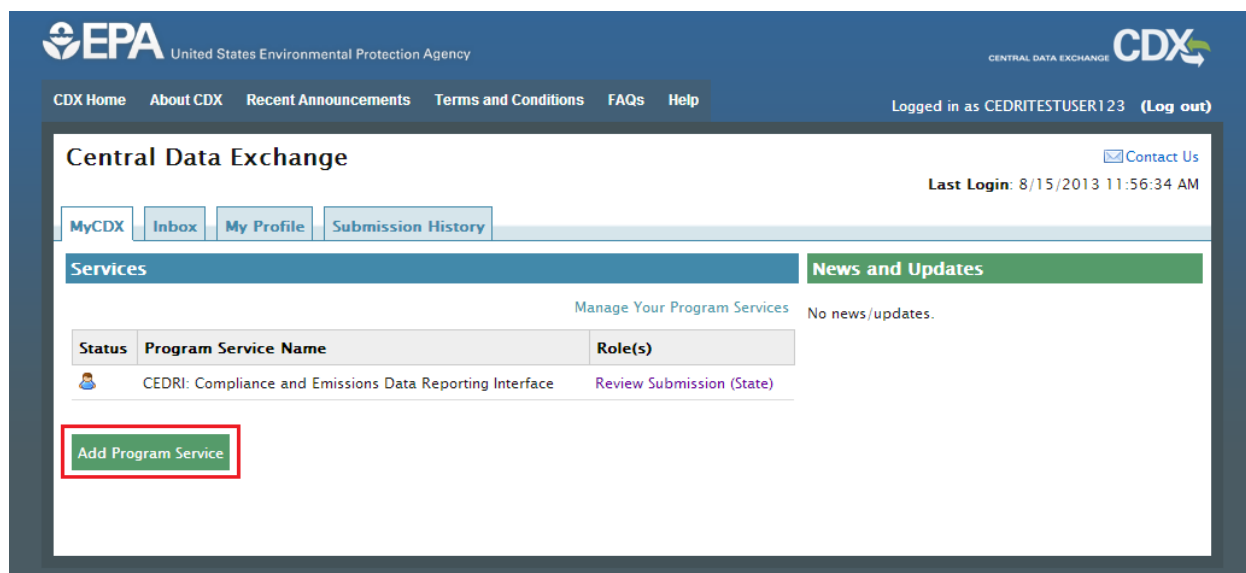 EPA United States Environmental Protection Agency
CENTRAL DATA EXCHANGE CDX
CDX Home About CDX Recent Announcements Terms and Conditions FAQs Help
Logged in as CEDRITESTUSER123 (Log out)
Central Data Exchange
Contact Us
Last Login: 8/15/2013 11:56:34 AM
MyCDX Inbox My Profile Submission History
Services
News and Updates
Manage Your Program Services
No news/updates.
Status Program Service Name Role(s)
CEDRI: Compliance and Emissions Data Reporting Interface Review Submission (State)
Add Program Service